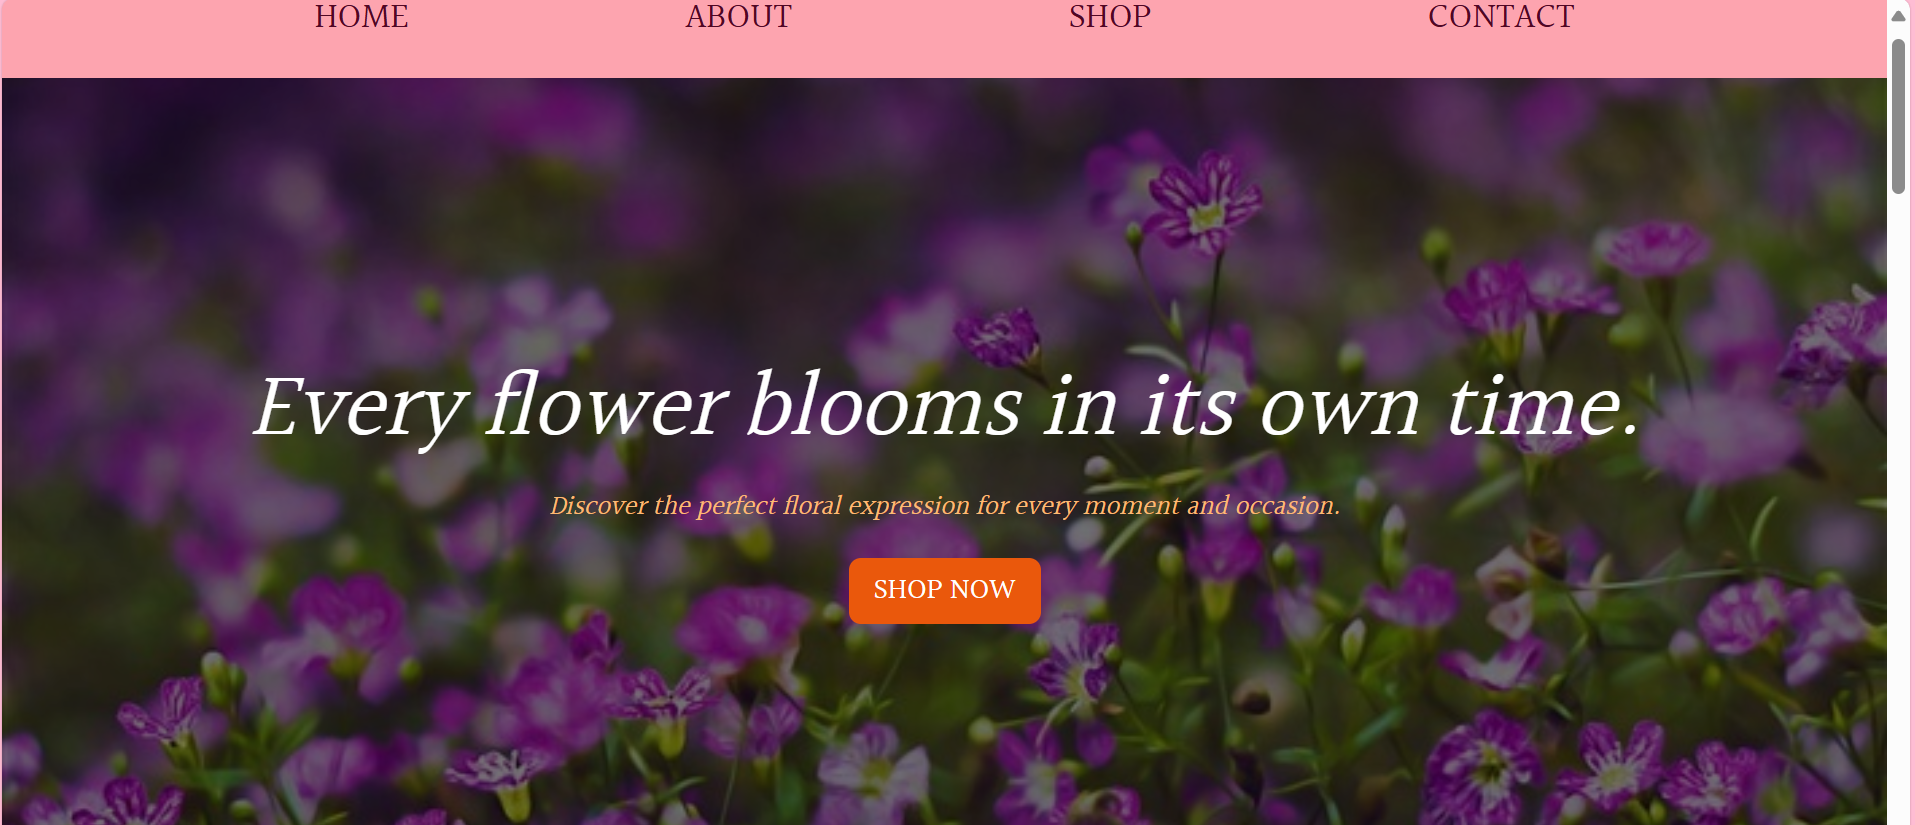 HOME ABOUT SHOP CONTACT
Every flower blooms in its own time.
Discover the perfect floral expression for every moment and occasion.
SHOP NOW